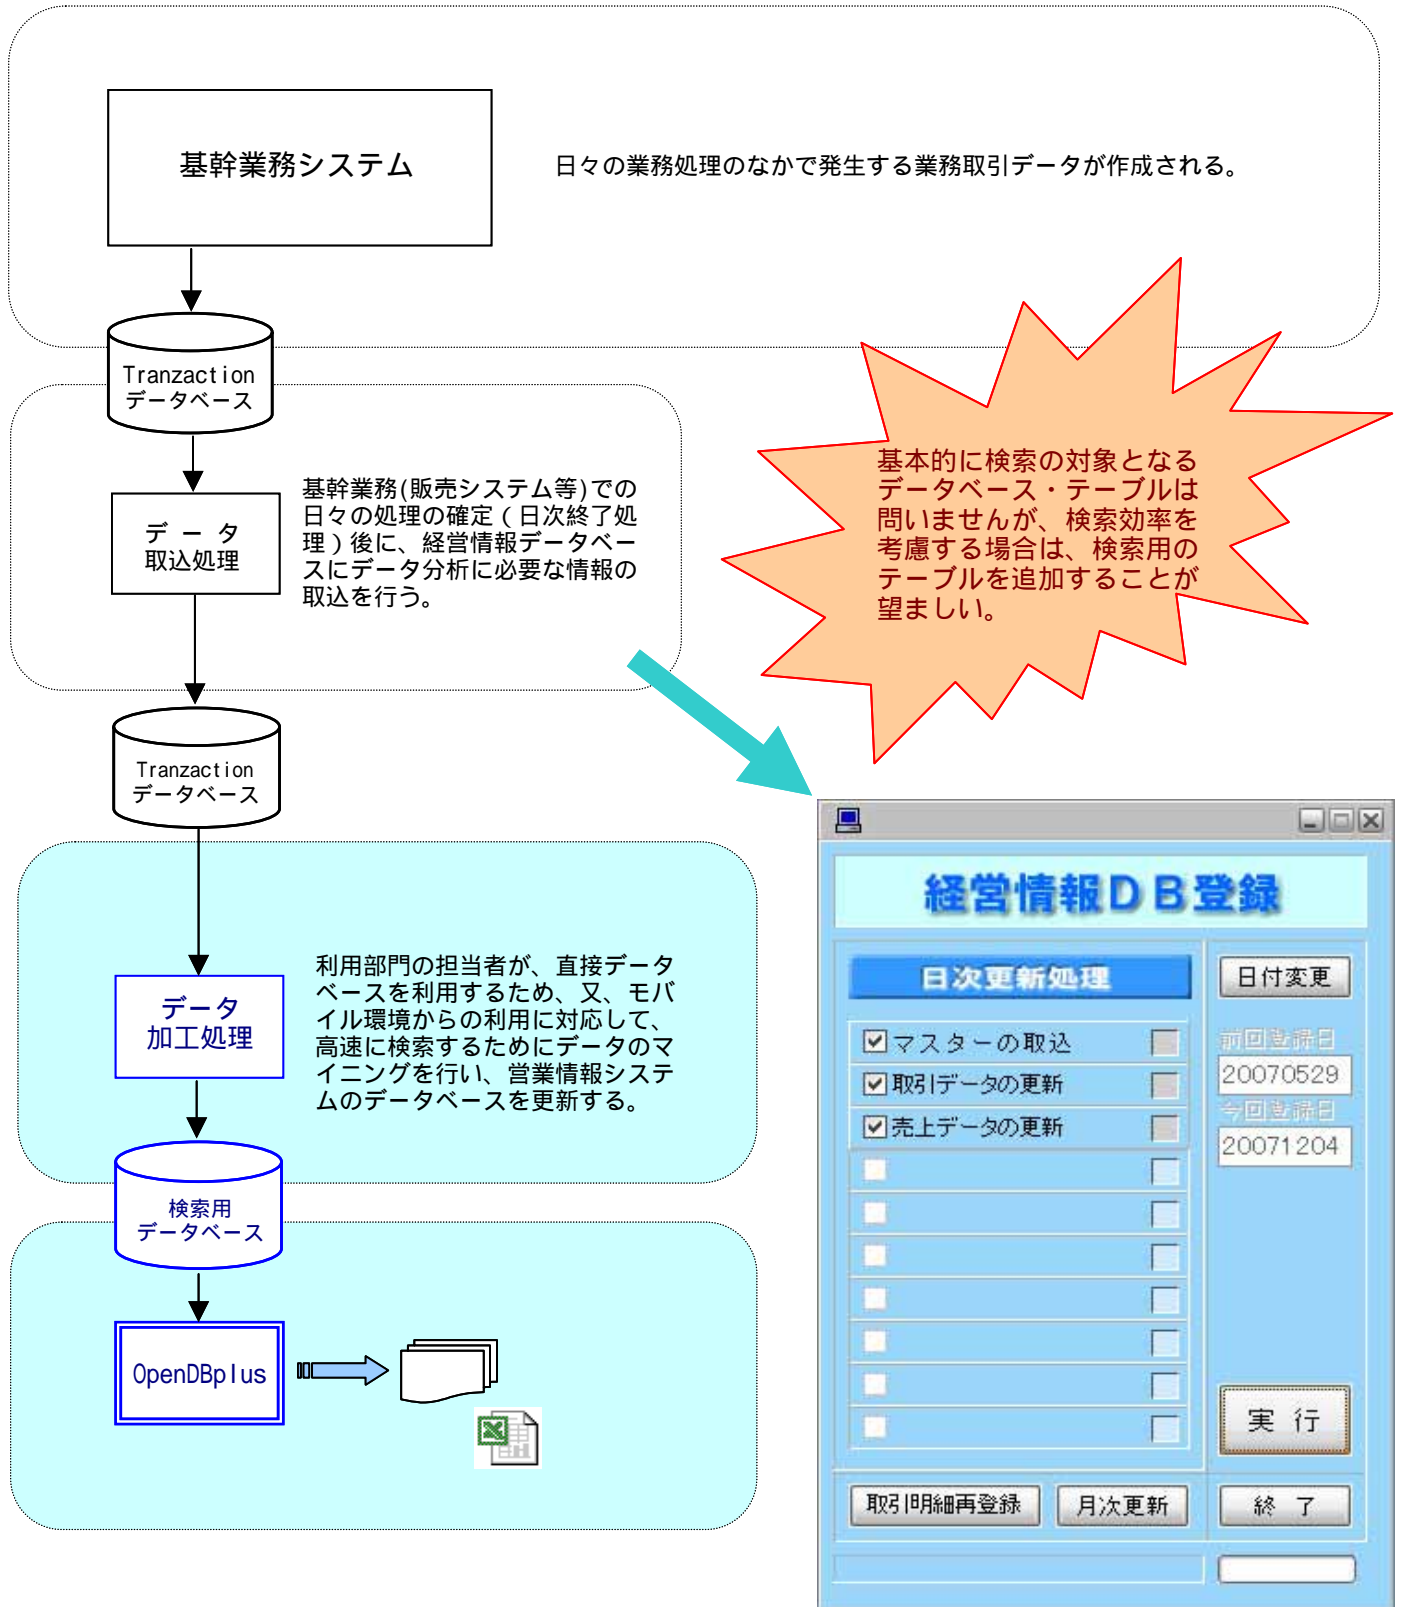 基幹業務システム
日々の業務処理のなかで発生する業務取引データが作成される。
Tranzaction
データベース
データ
取込処理
基幹業務(販売システム等)での
日々の処理の確定(日次終了処
理)後に、経営情報データベー
スにデータ分析に必要な情報の
取込を行う。
基本的に検索の対象となる
データベース・テーブルは
問いませんが、検索効率を
考慮する場合は、検索用の
テーブルを追加することが
望ましい。
Tranzaction
データベース
データ
加工処理
利用部門の担当者が、直接データ
ベースを利用するため、又、モバ
イル環境からの利用に対応して、
高速に検索するためにデータのマ
イニングを行い、営業情報システ
ムのデータベースを更新する。
検索用
データベース
OpenDBplus
経営情報DB登録
日次更新処理
日付変更
マスターの取込
取引データの更新
売上データの更新
前回登録日
20070529
今回登録日
20071204
実 行
取引明細再登録
月次更新
終 了